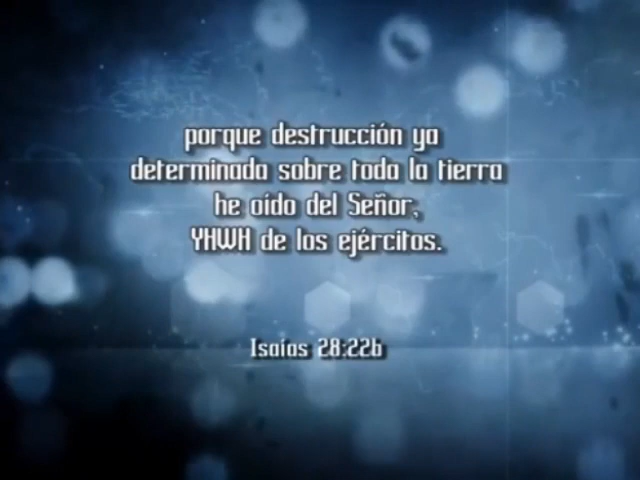 porque destrucción ya
determinada sobre toda la tierra
he oído del Señor,
YHWH de los ejércitos.
Isaías 28:22b